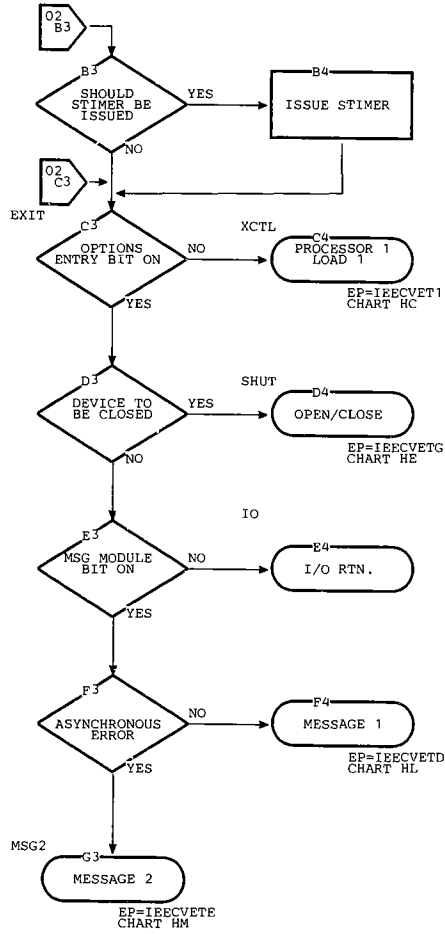 02
B3
B3
SHOULD
STIMER BE
ISSUED
YES
B4
ISSUE STIMER
NO
02
C3
EXIT
C3
OPTIONS
ENTRY BIT ON
NO
XCTL
C4
PROCESSOR 1
LOAD 1
EP=IEECVET1
CHART HC
YES
D3
DEVICE TO
BE CLOSED
YES
SHUT
D4
OPEN/CLOSE
EP=IEECVETG
CHART HE
NO
IO
E3
MSG MODULE
BIT ON
NO
E4
I/O RTN.
YES
F3
ASYNCHRONOUS
ERROR
NO
F4
MESSAGE 1
EP=IEECVETD
CHART HL
YES
MSG2
G3
MESSAGE 2
EP=IEECVETE
CHART HM